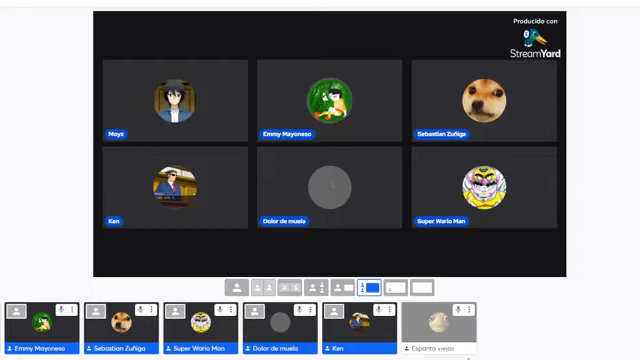 Producido con
StreamYard
Moyz
Emmy Mayoneso
Sebastian Zuñiga
Ken
Dolor de muela
Super Wario Man
Emmy Mayoneso
Sebastian Zuñiga
Super Wario Man
Dolor de muela
Ken
Espanta viejas